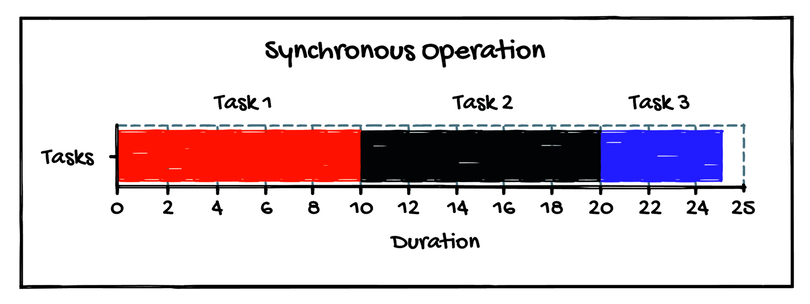 Synchronous Operation
Task 1 Task 2 Task 3
Tasks
0 2 4 6 8 10 12 14 16 18 20 22 24 25
Duration